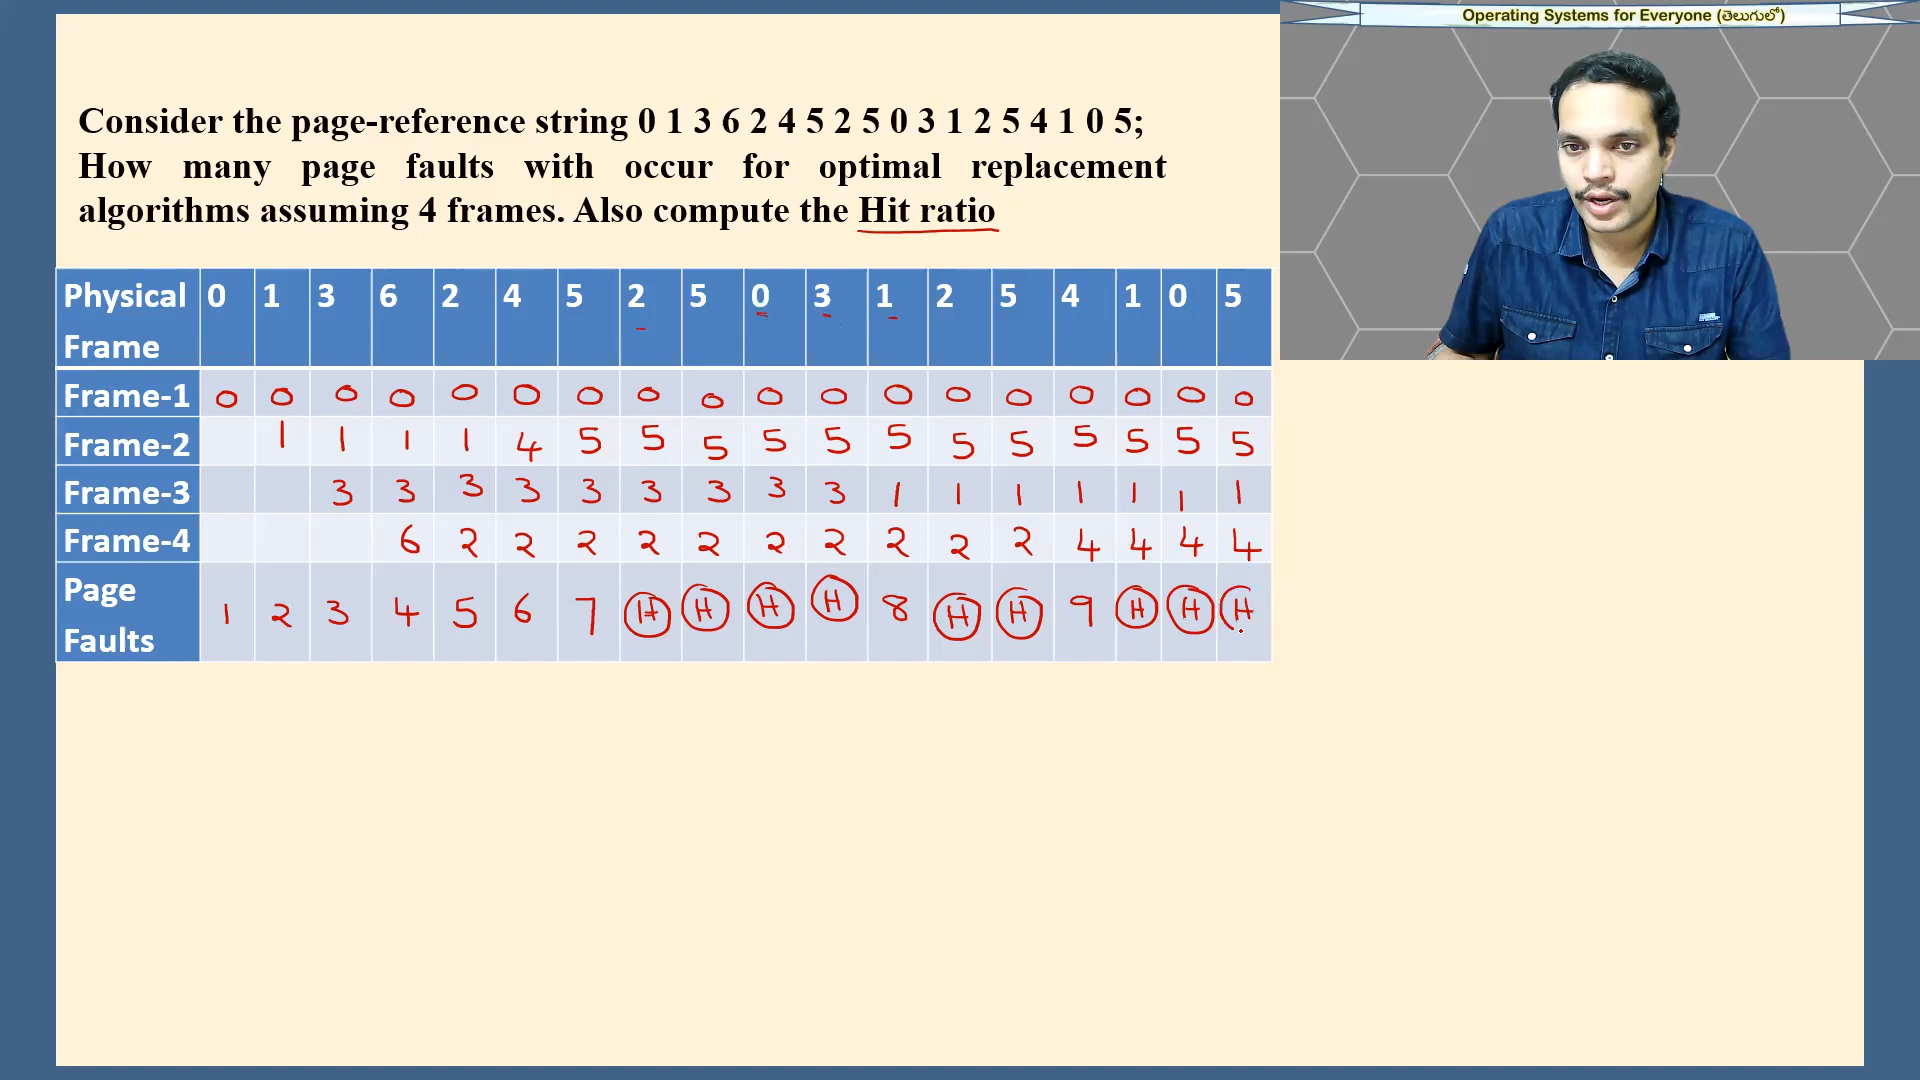 Operating Systems for Everyone (తెలుగులో)
Consider the page-reference string 0 1 3 6 2 4 5 2 5 0 3 1 2 5 4 1 0 5;
How many page faults with occur for optimal replacement
algorithms assuming 4 frames. Also compute the Hit ratio
Physical Frame 0 1 3 6 2 4 5 2 5 0 3 1 2 5 4 1 0 5
Frame-1 0 0 0 0 0 0 0 0 0 0 0 0 0 0 0 0 0 0
Frame-2 1 1 1 1 4 5 5 5 5 5 5 5 5 5 5 5 5
Frame-3 3 3 3 3 3 3 3 3 3 1 1 1 1 1 1 1
Frame-4 6 2 2 2 2 2 2 2 2 2 2 4 4 4 4
Page Faults 1 2 3 4 5 6 7 H H H H 8 H H 9 H H H